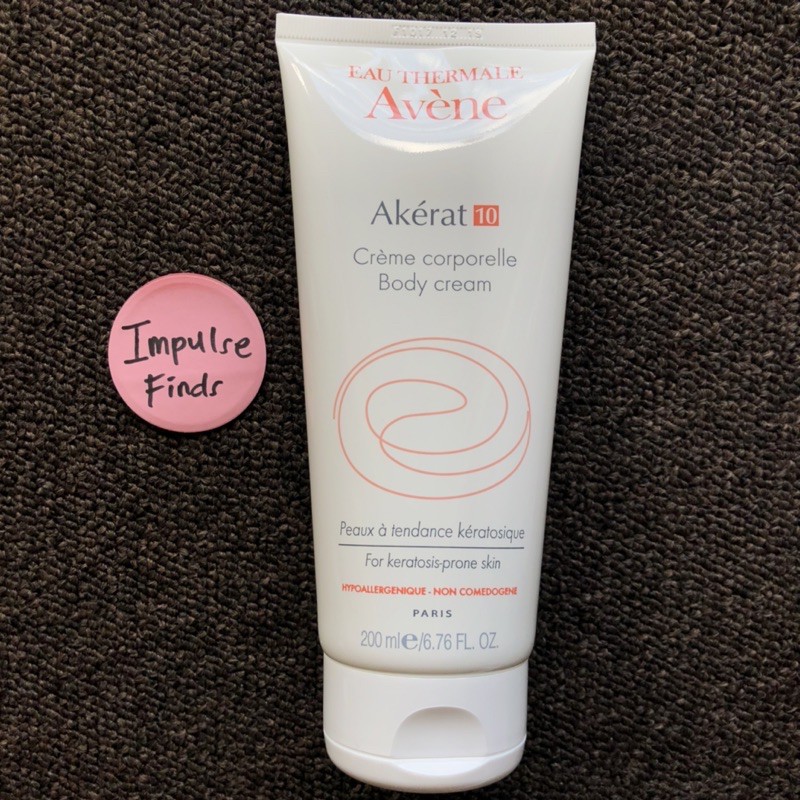 EAU THERMALE
Avène
Akérat 10
Crème corporelle
Body cream
Impulse
Finds
Peaux à tendance kératosique
For keratosis-prone skin
HYPOALLERGENIQUE - NON COMEDOGENE
PARIS
200 ml e/6.76 FL. OZ.